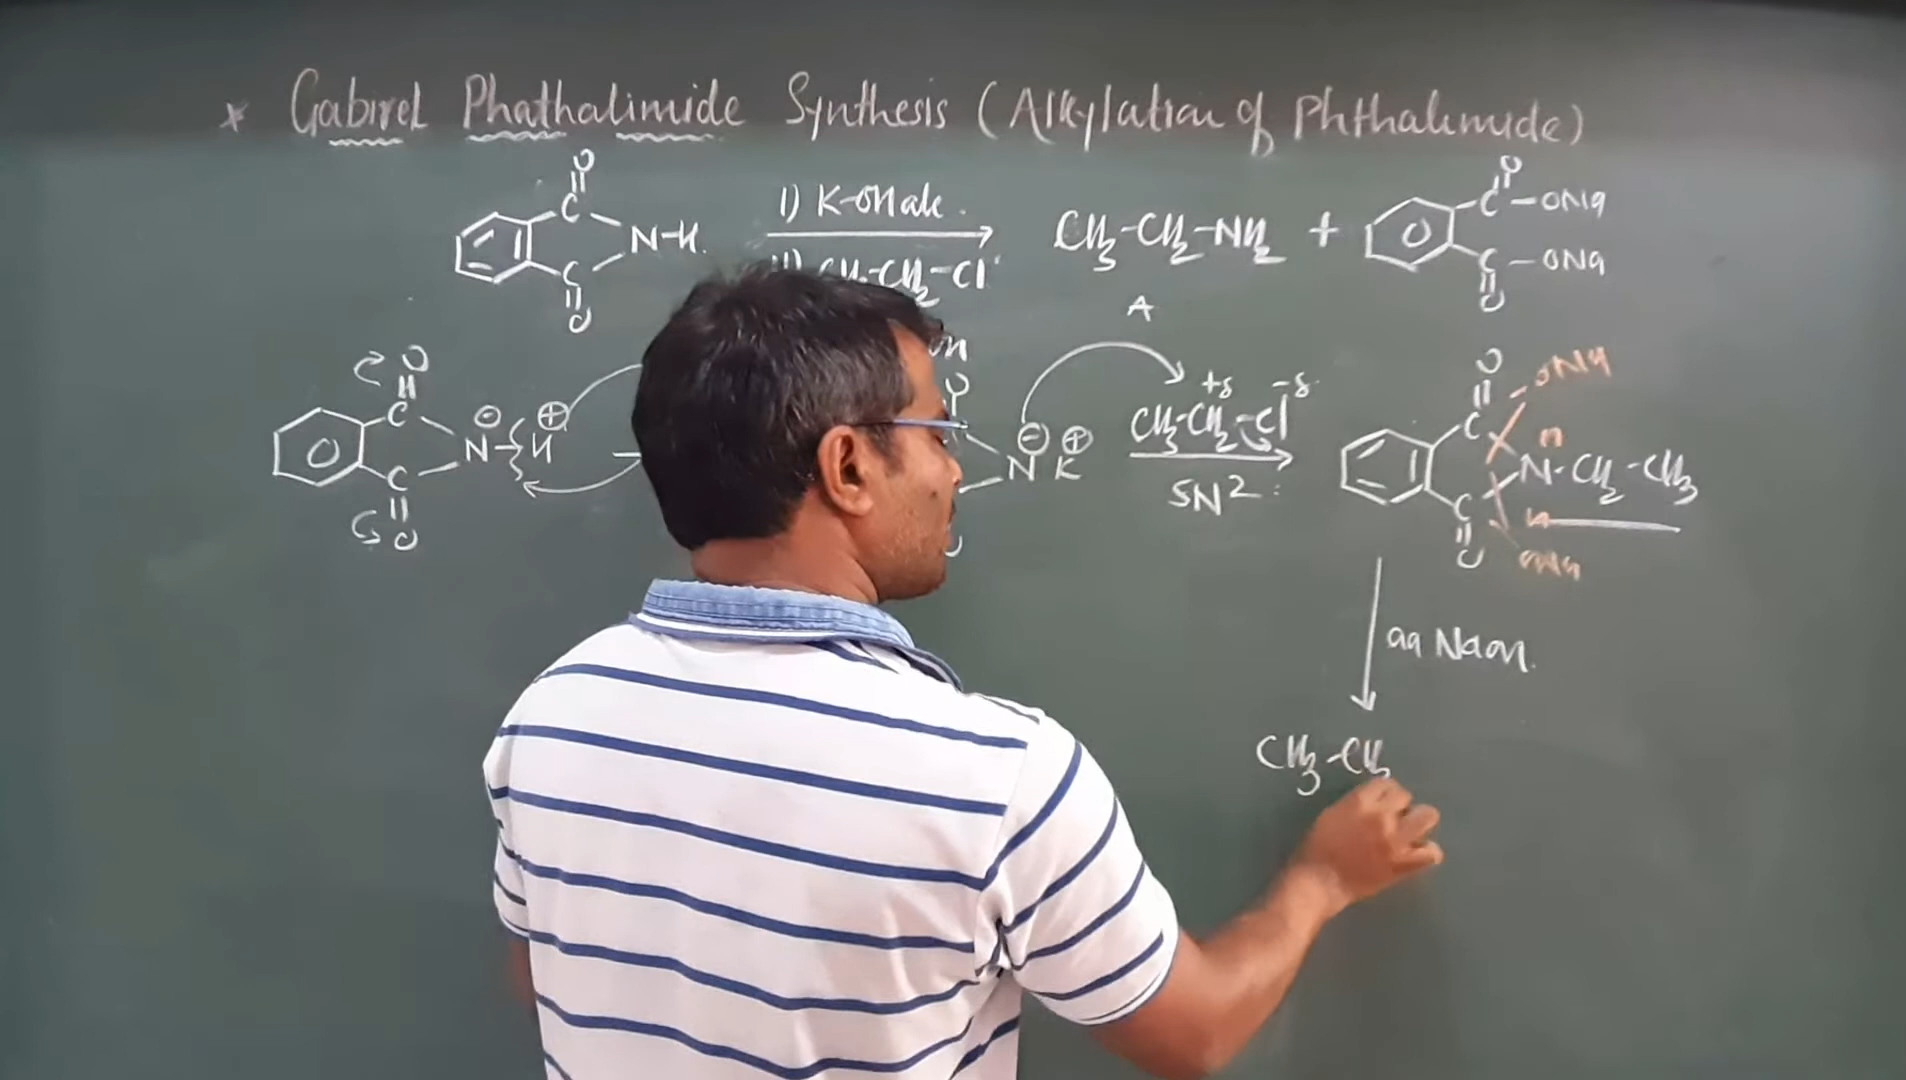 * Gabirel Phathalimide Synthesis (Alkylation of Phthalimide)
O
C
N-H.
C
O
1) K-OH alc.
CH3-CH2-Cl
CH3-CH2-NH2 +
A
O
C-ONa
C-ONa
O
O
C
⊖ ⊕
N-H
C
O
O
⊖ ⊕
N K
+δ -δ
CH3-CH2-Cl
SN2
O ONa
C H
N-CH2-CH3
C H
O ONa
aq NaOH.
CH3-CH2